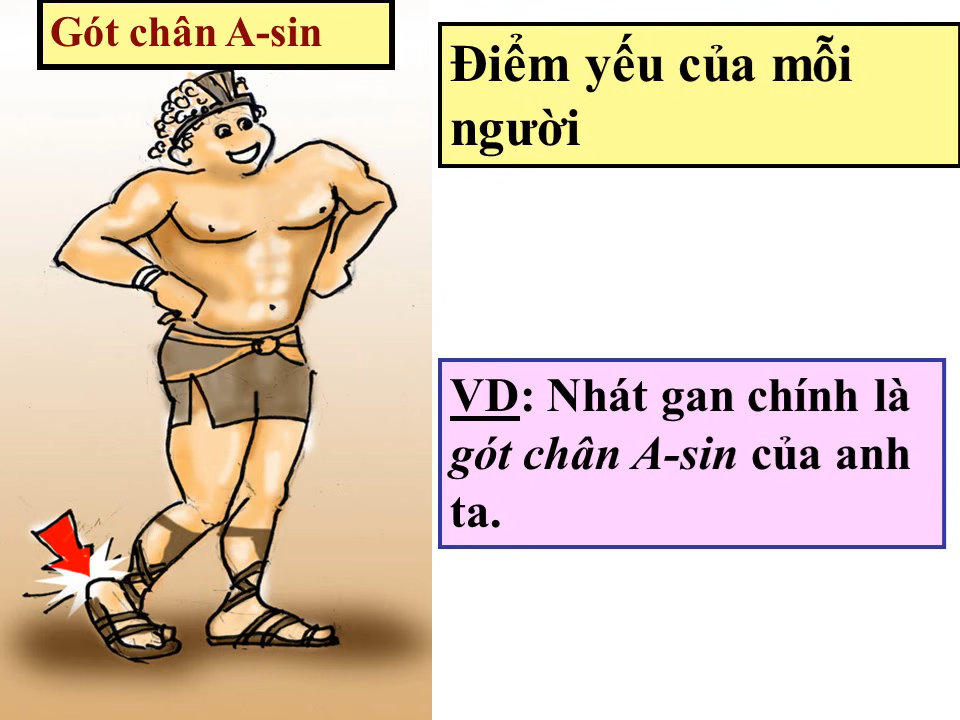 Gót chân A-sin
Điểm yếu của mỗi
người
VD: Nhát gan chính là
gót chân A-sin của anh
ta.